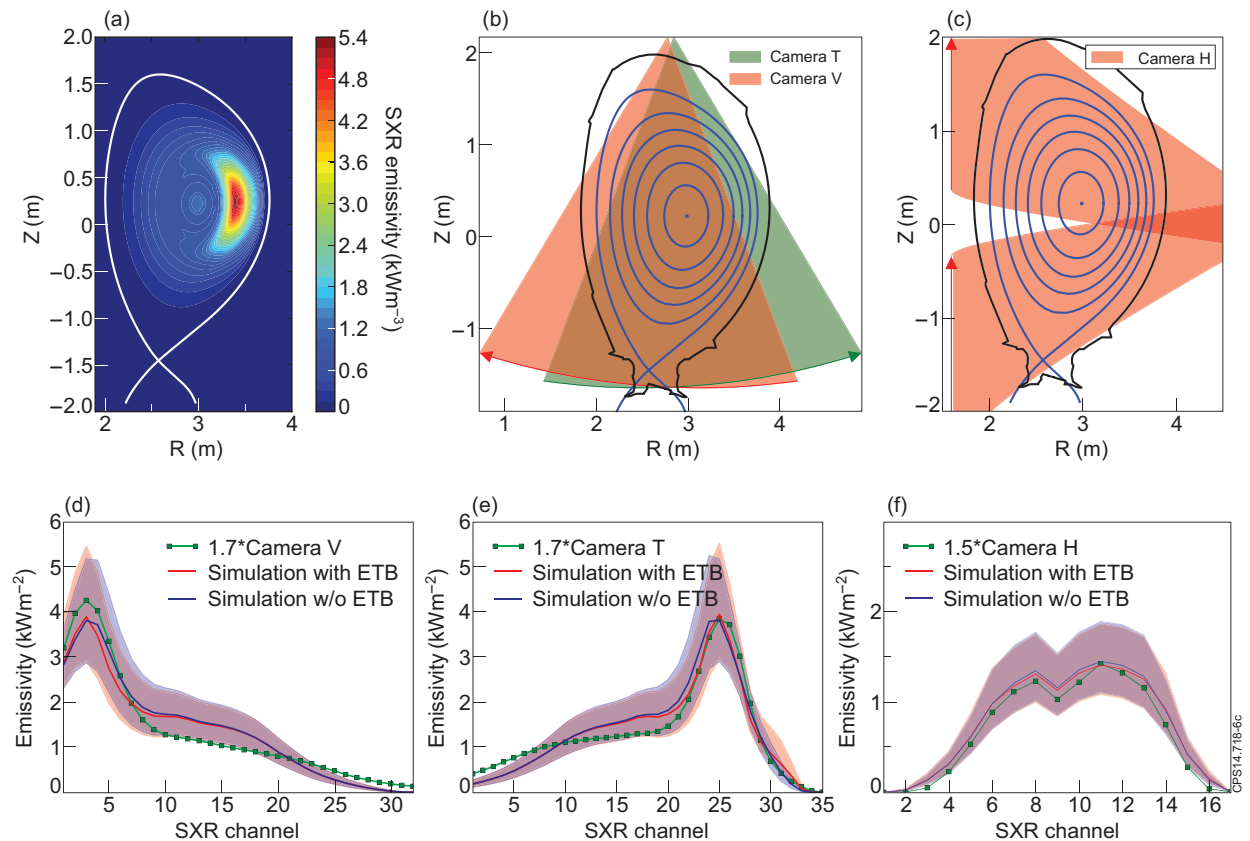 (a)
2.0
1.5
1.0
0.5
0
−0.5
−1.0
−1.5
−2.0
Z (m)
2
3
4
R (m)
5.4
4.8
4.2
3.6
3.0
2.4
1.8
1.2
0.6
0
SXR emissivity (kWm−3)
(b)
2
1
0
−1
Z (m)
1
2
3
4
R (m)
Camera T
Camera V
(c)
2
1
0
−1
−2
Z (m)
2
3
4
R (m)
Camera H
(d)
6
5
4
3
2
1
0
Emissivity (kWm−2)
5
10
15
20
25
30
SXR channel
1.7*Camera V
Simulation with ETB
Simulation w/o ETB
(e)
6
5
4
3
2
1
0
Emissivity (kWm−2)
5
10
15
20
25
30
35
SXR channel
1.7*Camera T
Simulation with ETB
Simulation w/o ETB
(f)
2
1
0
Emissivity (kWm−2)
2
4
6
8
10
12
14
16
SXR channel
1.5*Camera H
Simulation with ETB
Simulation w/o ETB
CPS14.718-6c